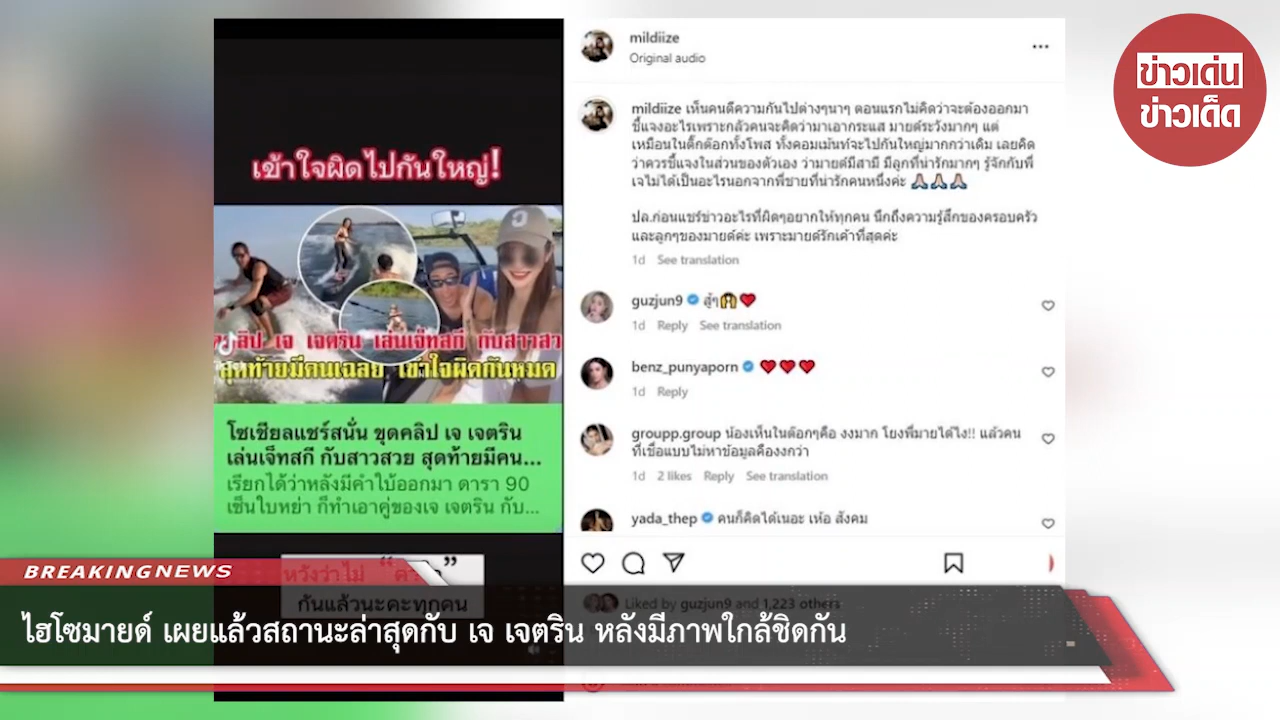 ข่าวเด่น
ข่าวเด็ด
เข้าใจผิดไปกันใหญ่!
ลิป เจ เจตริน เล่นเจ็ทสกี กับสาวสว
สุดท้ายมีคนเฉลย เข้าใจผิดกันหมด
โซเชียลแชร์สนั่น ขุดคลิป เจ เจตริน
เล่นเจ็ทสกี กับสาวสวย สุดท้ายมีคน...
เรียกได้ว่าหลังมีคำใบ้ออกมา ดารา 90
เซ็นใบหย่า ก็ทำเอาคู่ของเจ เจตริน กับ...
หวังว่าไม่
กันแล้วนะคะทุกคน
mildiize
Original audio
mildiize เห็นคนตีความกันไปต่างๆนาๆ ตอนแรกไม่คิดว่าจะต้องออกมา
ชี้แจงอะไรเพราะกลัวคนจะคิดว่ามาเอากระแส มายด์ระวังมากๆ แต่
เหมือนในติ๊กต๊อกทั้งโพส ทั้งคอมเม้นท์จะไปกันใหญ่มากกว่าเดิม เลยคิด
ว่าควรชี้แจงในส่วนของตัวเอง ว่ามายด์มีสามี มีลูกที่น่ารักมากๆ รู้จักกับพี่
เจไม่ได้เป็นอะไรนอกจากพี่ชายที่น่ารักคนหนึ่งค่ะ 🙏🏻🙏🏻🙏🏻
ปล.ก่อนแชร์ข่าวอะไรที่ผิดๆอยากให้ทุกคน นึกถึงความรู้สึกของครอบครัว
และลูกๆของมายด์ค่ะ เพราะมายด์รักเค้าที่สุดค่ะ
1d See translation
guzjun9 สู้ๆ🙌❤️
1d Reply See translation
benz_punyaporn ❤️❤️❤️
1d Reply
groupp.group น้องเห็นในต๊อกๆคือ งงมาก โยงพี่มายได้ไง!! แล้วคน
ที่เชื่อแบบไม่หาข้อมูลคืองงกว่า
1d 2 likes Reply See translation
yada_thep คนก็คิดได้เนอะ เห้อ สังคม
Liked by guzjun9 and 1,223 others
BREAKING NEWS
ไฮโซมายด์ เผยแล้วสถานะล่าสุดกับ เจ เจตริน หลังมีภาพใกล้ชิดกัน